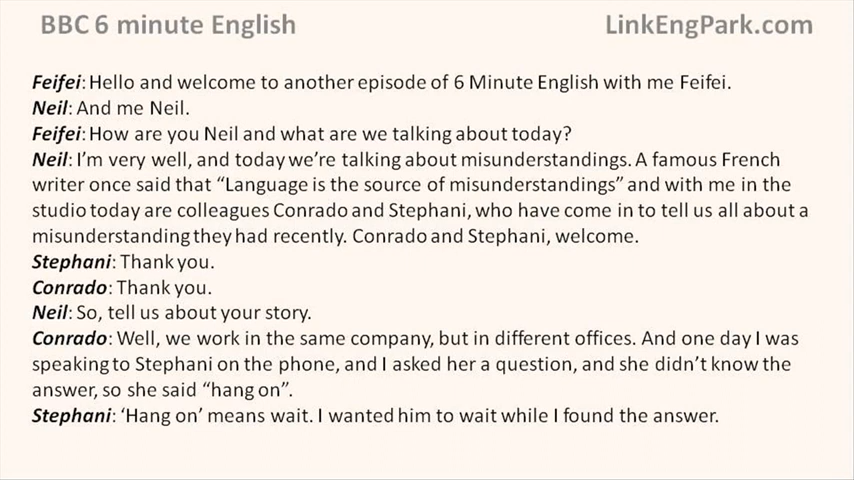 BBC 6 minute English
LinkEngPark.com
Feifei: Hello and welcome to another episode of 6 Minute English with me Feifei.
Neil: And me Neil.
Feifei: How are you Neil and what are we talking about today?
Neil: I’m very well, and today we’re talking about misunderstandings. A famous French
writer once said that “Language is the source of misunderstandings” and with me in the
studio today are colleagues Conrado and Stephani, who have come in to tell us all about a
misunderstanding they had recently. Conrado and Stephani, welcome.
Stephani: Thank you.
Conrado: Thank you.
Neil: So, tell us about your story.
Conrado: Well, we work in the same company, but in different offices. And one day I was
speaking to Stephani on the phone, and I asked her a question, and she didn’t know the
answer, so she said “hang on”.
Stephani: ‘Hang on’ means wait. I wanted him to wait while I found the answer.